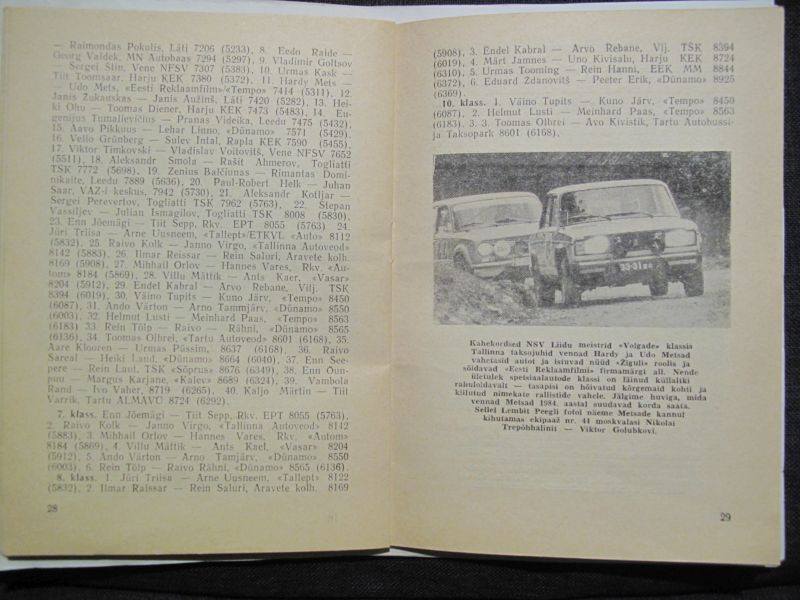 — Raimondas Pokulis, Läti 7206 (5233), 8. Eedo Raide —
Georg Valdek, MN Autobaas 7294 (5297), 9. Vladimir Goltsov
— Sergei Štin, Vene NFSV 7307 (5383), 10. Urmas Kask —
Tiit Toomsaar, Harju KEK 7380 (5372), 11. Hardy Mets —
— Udo Mets, «Eesti Reklaamfilm»/«Tempo» 7414 (5311), 12.
Janis Žukauskas — Janis Aužinš, Läti 7420 (5282), 13. Hei-
ki Ohu — Toomas Diener, Harju KEK 7473 (5483), 14. Eu-
genijus Tumalievičius — Pranas Videika, Leedu 7475 (5432),
15. Aavo Pikkuus — Lehar Linno, «Dünamo» 7571 (5429),
16. Vello Grünberg — Sulev Intal, Rapla KEK 7590 (5455),
17. Viktor Timkovski — Vladislav Voitovitš, Vene NFSV 7652
(5511), 18. Aleksandr Smola — Rašit Ahmerov, Togliatti
TSK 7772 (5698), 19. Zenius Balčiunas — Rimantas Domi-
nikaite, Leedu 7889 (5636), 20. Paul-Robert Helk — Juhan
Saar, VAZ-i keskus, 7942 (5730), 21. Aleksandr Kotljar —
Sergei Perevertov, Togliatti TSK 7962 (5763), 22. Stepan
Vassiljev — Julian Ismagilov, Togliatti TSK 8008 (5830),
23. Enn Jõemägi — Tiit Sepp, Rkv. EPT 8055 (5763) 24.
Jüri Triisa — Arne Uusneem, «Tallept»/ETKVL «Auto» 8112
(5832), 25. Raivo Kolk — Janno Virgo, «Tallinna Autoveod»
8142 (5883), 26. Ilmar Reissar — Rein Saluri, Aravete kolh.
8169 (5908), 27. Mihhail Orlov — Hannes Vares, Rkv. «Au-
tom» 8184 (5869), 28. Villu Mättik — Ants Kaer, «Vasar»
8204 (5912), 29. Endel Kabral — Arvo Rebane, Vlj. TSK
8394 (6019), 30. Väino Tupits — Kuno Järv, «Tempo» 8450
(6087), 31. Ando Värton — Arno Tammjärv, «Dünamo» 8550
(6003), 32. Helmut Lusti — Meinhard Paas, «Tempo» 8563
(6183) 33. Rein Tölp — Raivo — Rähni, «Dünamo» 8565
(6136), 34. Toomas Olbrei, «Tartu Autoveod» 8601 (6168), 35.
Aare Klooren — Urmas Püssim, 8637 (6168), 36. Raivo
Sareal — Heiki Laud, «Dünamo» 8664 (6040), 37. Enn See-
pere — Rein Laul, TSK «Sõprus» 8676 (6349), 38. Enn Õun-
puu — Margus Karjane, «Kalev» 8689 (6324), 39. Vambola
Rand — Ivo Vaher, 8719 (6265), 40. Kaljo Märtin — Tiit
Varrik, Tartu ALMAVÜ 8724 (6292).
7. klass. Enn Jõemägi — Tiit Sepp, Rkv. EPT 8055 (5763),
2. Raivo Kolk — Janno Virgo, «Tallinna Autoveod» 8142
(5883), 3. Mihhail Orlov — Hannes Vares, Rkv. «Autom»
8184 (5869), 4. Villu Mättik — Ants Kael, «Vasar» 8204
(5912), 5. Ando Värton — Arno Tamjärv, «Dünamo» 8550
(6003), 6. Rein Tölp — Raivo Rähni, «Dünamo» 8565 (6136).
8. klass. 1. Jüri Triisa — Arne Uusneem, «Tallept» 8122
(5832), 2. Ilmar Raissar — Rein Saluri, Aravete kolh. 8169
28
(5908), 3. Endel Kabral — Arvo Rebane, Vlj. TSK 8394
(6019), 4. Märt Jamnes — Uno Kivisalu, Harju KEK 8724
(6310), 5. Urmas Tooming — Rein Hanni, EEK MM 8844
(6372), 6. Eduard Zdanovitš — Peeter Erik, «Dünamo» 8925
(6369).
10. klass. 1. Väino Tupits — Kuno Järv, «Tempo» 8450
(6087), 2. Helmut Lusti — Meinhard Paas, «Tempo» 8563
(6183), 3. 3. Toomas Olbrei — Avo Kivistik, Tartu Autobussi-
ja Taksopark 8601 (6168).
Kahekordsed NSV Liidu meistrid «Volgade» klassis
Tallinna taksojuhid vennad Hardy ja Udo Metsad
vahetasid autot ja istuvad nüüd «Žiguli» roolis ja
sõidavad «Eesti Reklaamfilmi» firmamärgi all. Nende
ületulek spetsiaalautode klassi on läinud küllaltki
rahuldavalt — tasapisi on hõivatud kõrgemaid kohti ja
kiilutud nimekate rallistide vahele. Jälgime huviga, mida
vennad Metsad 1984. aastal suudavad korda saata.
Sellel Lembit Peegli fotol näeme Metsade kannul
kihutamas ekipaaž nr. 44 moskvalasi Nikolai
Trepõhhalinit — Viktor Golubkovi.
29